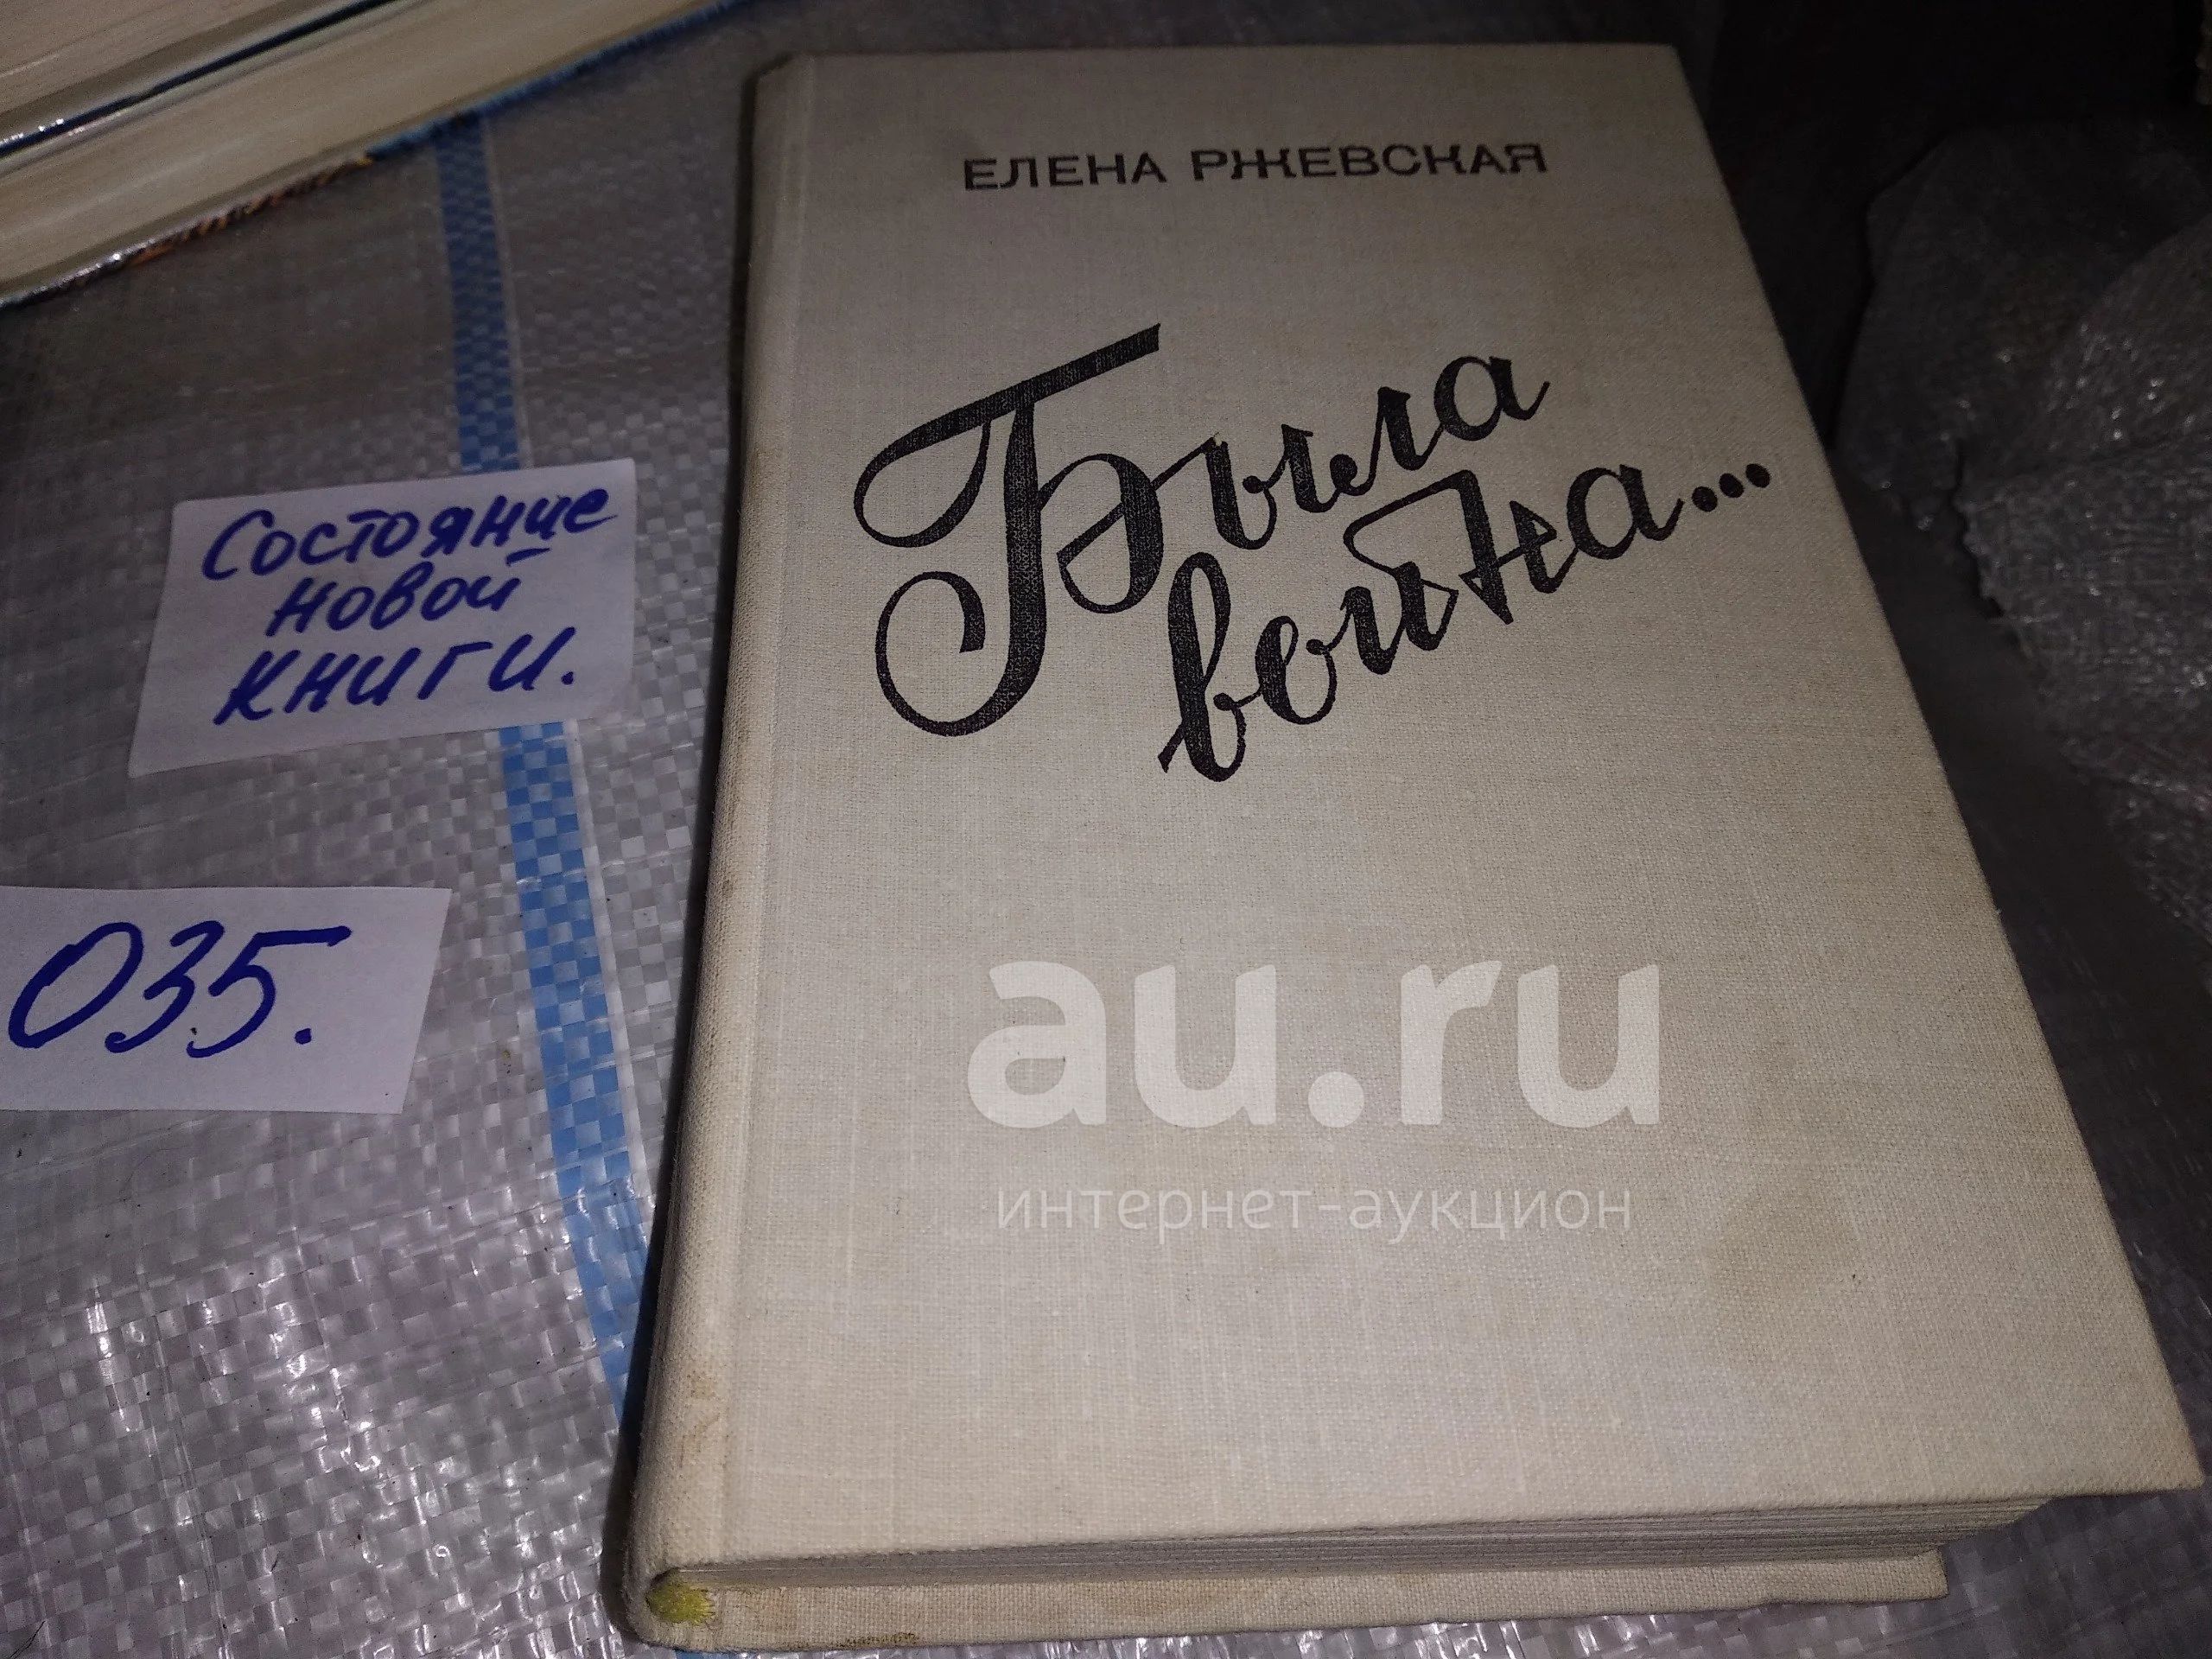 ЕЛЕНА РЖЕВСКАЯ
Была
война...
Состояние
новой
книги.
035.
au.ru
интернет-аукцион